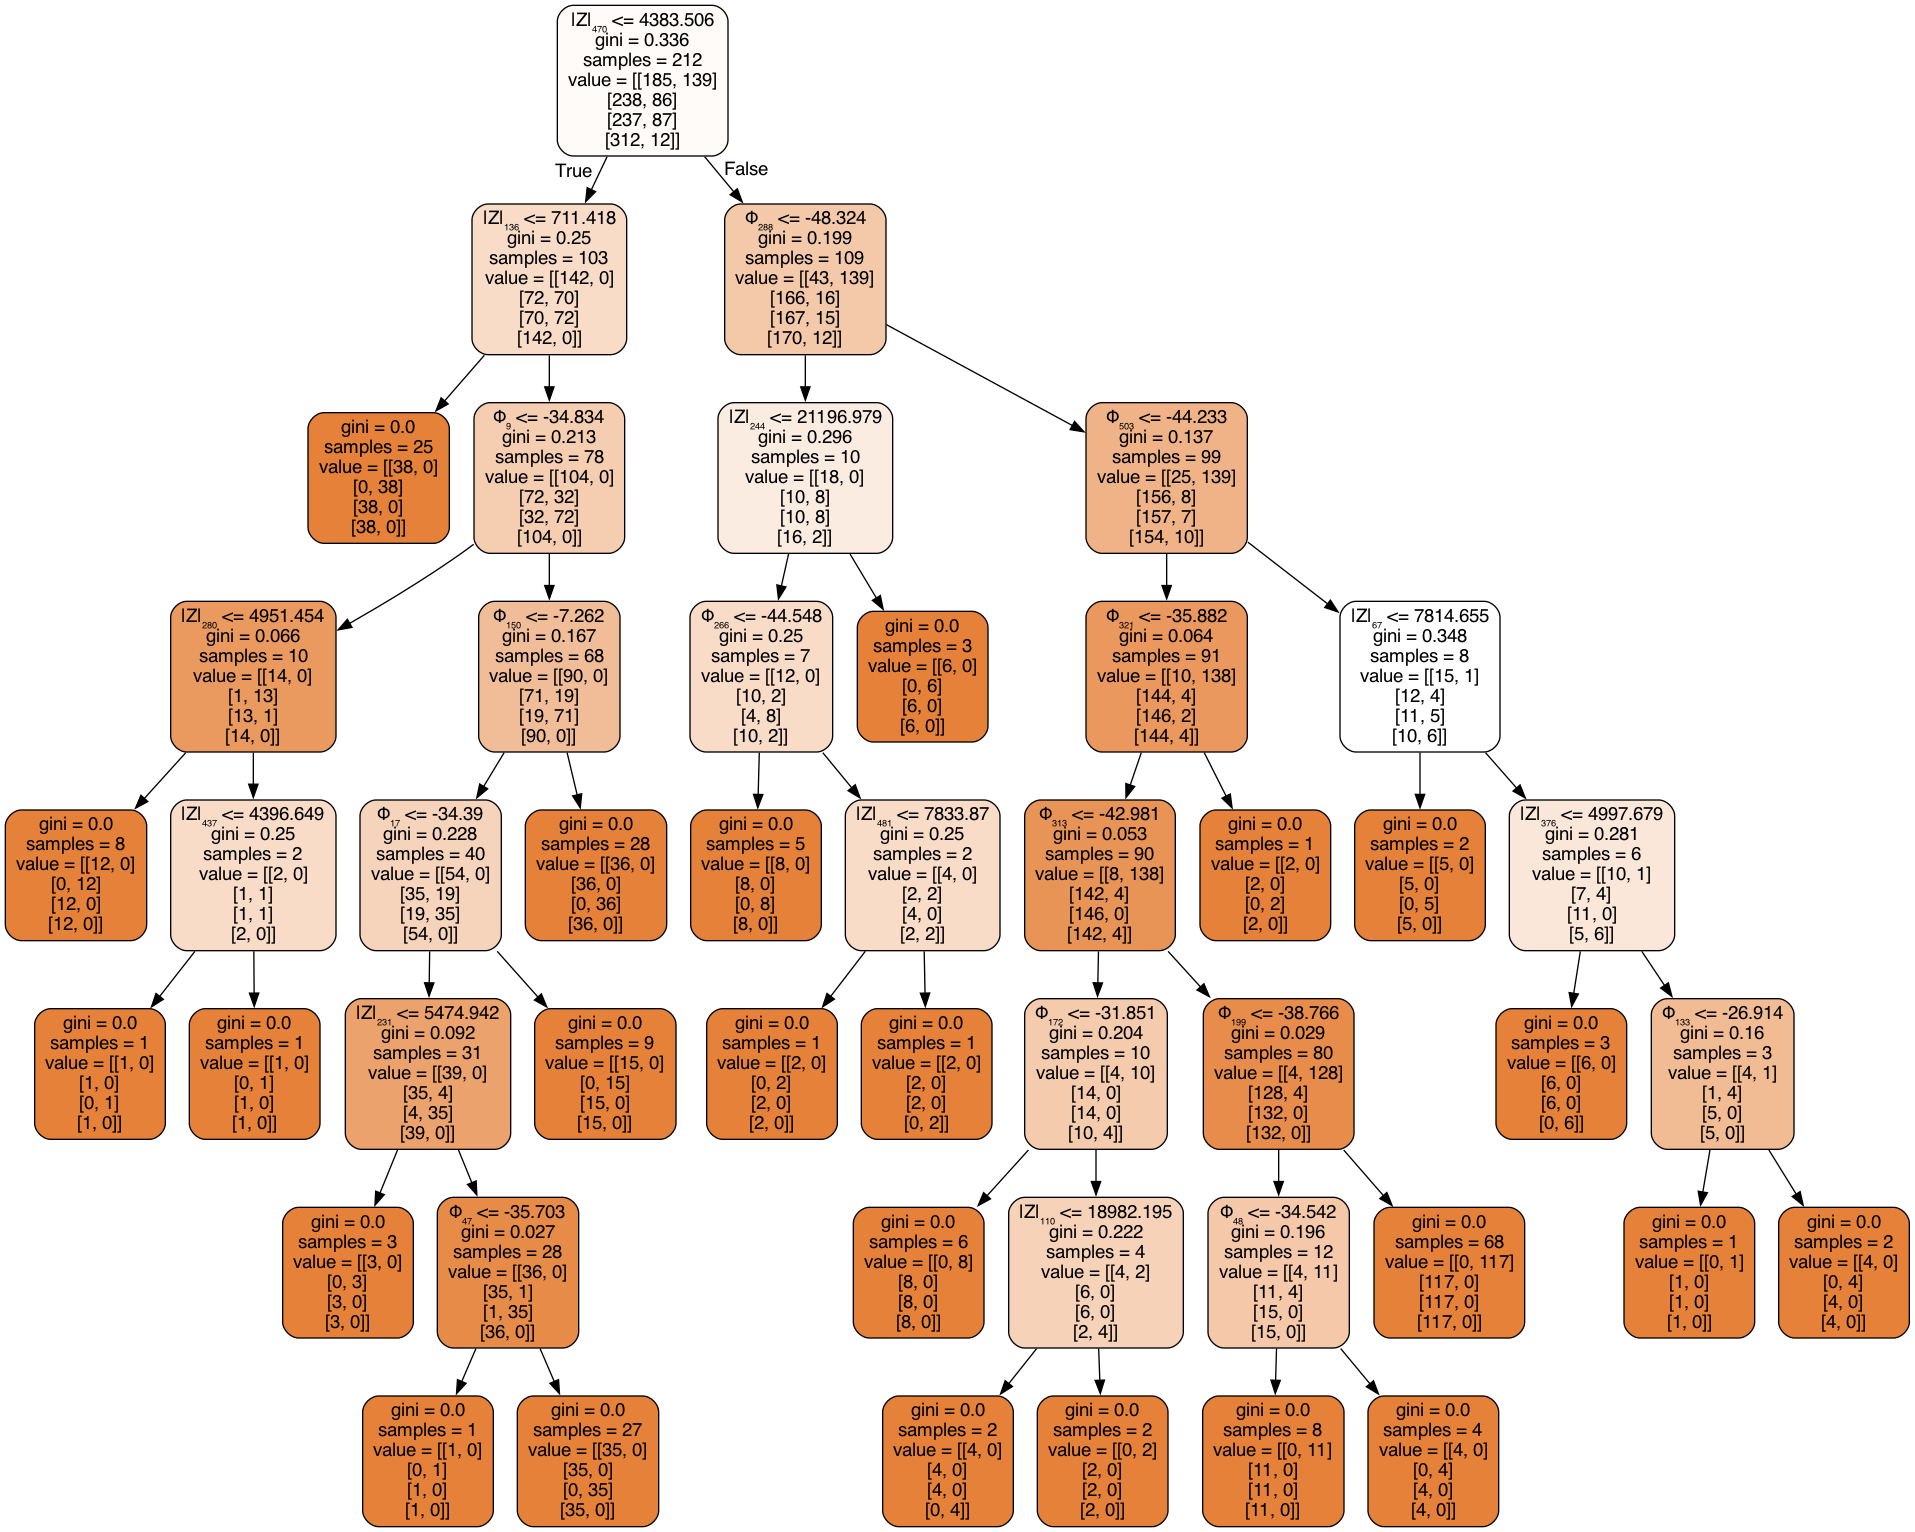 |Z|₄₇₀ <= 4383.506
gini = 0.336
samples = 212
value = [[185, 139]
[238, 86]
[237, 87]
[312, 12]]
True
False
|Z|₁₃₆ <= 711.418
gini = 0.25
samples = 103
value = [[142, 0]
[72, 70]
[70, 72]
[142, 0]]
Φ₂₈₈ <= -48.324
gini = 0.199
samples = 109
value = [[43, 139]
[166, 16]
[167, 15]
[170, 12]]
gini = 0.0
samples = 25
value = [[38, 0]
[0, 38]
[38, 0]
[38, 0]]
Φ₉ <= -34.834
gini = 0.213
samples = 78
value = [[104, 0]
[72, 32]
[32, 72]
[104, 0]]
|Z|₂₄₄ <= 21196.979
gini = 0.296
samples = 10
value = [[18, 0]
[10, 8]
[10, 8]
[16, 2]]
Φ₅₀₃ <= -44.233
gini = 0.137
samples = 99
value = [[25, 139]
[156, 8]
[157, 7]
[154, 10]]
|Z|₂₈₀ <= 4951.454
gini = 0.066
samples = 10
value = [[14, 0]
[1, 13]
[13, 1]
[14, 0]]
Φ₁₅₀ <= -7.262
gini = 0.167
samples = 68
value = [[90, 0]
[71, 19]
[19, 71]
[90, 0]]
Φ₂₆₆ <= -44.548
gini = 0.25
samples = 7
value = [[12, 0]
[10, 2]
[4, 8]
[10, 2]]
gini = 0.0
samples = 3
value = [[6, 0]
[0, 6]
[6, 0]
[6, 0]]
Φ₃₂₁ <= -35.882
gini = 0.064
samples = 91
value = [[10, 138]
[144, 4]
[146, 2]
[144, 4]]
|Z|₆₇ <= 7814.655
gini = 0.348
samples = 8
value = [[15, 1]
[12, 4]
[11, 5]
[10, 6]]
gini = 0.0
samples = 8
value = [[12, 0]
[0, 12]
[12, 0]
[12, 0]]
|Z|₄₃₇ <= 4396.649
gini = 0.25
samples = 2
value = [[2, 0]
[1, 1]
[1, 1]
[2, 0]]
Φ₁₇ <= -34.39
gini = 0.228
samples = 40
value = [[54, 0]
[35, 19]
[19, 35]
[54, 0]]
gini = 0.0
samples = 28
value = [[36, 0]
[36, 0]
[0, 36]
[36, 0]]
gini = 0.0
samples = 5
value = [[8, 0]
[8, 0]
[0, 8]
[8, 0]]
|Z|₄₈₁ <= 7833.87
gini = 0.25
samples = 2
value = [[4, 0]
[2, 2]
[4, 0]
[2, 2]]
Φ₃₁₃ <= -42.981
gini = 0.053
samples = 90
value = [[8, 138]
[142, 4]
[146, 0]
[142, 4]]
gini = 0.0
samples = 1
value = [[2, 0]
[2, 0]
[0, 2]
[2, 0]]
gini = 0.0
samples = 2
value = [[5, 0]
[5, 0]
[0, 5]
[5, 0]]
|Z|₃₇₆ <= 4997.679
gini = 0.281
samples = 6
value = [[10, 1]
[7, 4]
[11, 0]
[5, 6]]
gini = 0.0
samples = 1
value = [[1, 0]
[1, 0]
[0, 1]
[1, 0]]
gini = 0.0
samples = 1
value = [[1, 0]
[0, 1]
[1, 0]
[1, 0]]
|Z|₂₃₁ <= 5474.942
gini = 0.092
samples = 31
value = [[39, 0]
[35, 4]
[4, 35]
[39, 0]]
gini = 0.0
samples = 9
value = [[15, 0]
[0, 15]
[15, 0]
[15, 0]]
gini = 0.0
samples = 1
value = [[2, 0]
[0, 2]
[2, 0]
[2, 0]]
gini = 0.0
samples = 1
value = [[2, 0]
[2, 0]
[2, 0]
[0, 2]]
Φ₁₇₂ <= -31.851
gini = 0.204
samples = 10
value = [[4, 10]
[14, 0]
[14, 0]
[10, 4]]
Φ₁₉₉ <= -38.766
gini = 0.029
samples = 80
value = [[4, 128]
[128, 4]
[132, 0]
[132, 0]]
gini = 0.0
samples = 3
value = [[6, 0]
[6, 0]
[6, 0]
[0, 6]]
Φ₁₃₃ <= -26.914
gini = 0.16
samples = 3
value = [[4, 1]
[1, 4]
[5, 0]
[5, 0]]
gini = 0.0
samples = 3
value = [[3, 0]
[0, 3]
[3, 0]
[3, 0]]
Φ₄₇ <= -35.703
gini = 0.027
samples = 28
value = [[36, 0]
[35, 1]
[1, 35]
[36, 0]]
gini = 0.0
samples = 6
value = [[0, 8]
[8, 0]
[8, 0]
[8, 0]]
|Z|₁₁₀ <= 18982.195
gini = 0.222
samples = 4
value = [[4, 2]
[6, 0]
[6, 0]
[2, 4]]
Φ₄₈ <= -34.542
gini = 0.196
samples = 12
value = [[4, 11]
[11, 4]
[15, 0]
[15, 0]]
gini = 0.0
samples = 68
value = [[0, 117]
[117, 0]
[117, 0]
[117, 0]]
gini = 0.0
samples = 1
value = [[0, 1]
[1, 0]
[1, 0]
[1, 0]]
gini = 0.0
samples = 2
value = [[4, 0]
[0, 4]
[4, 0]
[4, 0]]
gini = 0.0
samples = 1
value = [[1, 0]
[0, 1]
[1, 0]
[1, 0]]
gini = 0.0
samples = 27
value = [[35, 0]
[35, 0]
[0, 35]
[35, 0]]
gini = 0.0
samples = 2
value = [[4, 0]
[4, 0]
[4, 0]
[0, 4]]
gini = 0.0
samples = 2
value = [[0, 2]
[2, 0]
[2, 0]
[2, 0]]
gini = 0.0
samples = 8
value = [[0, 11]
[11, 0]
[11, 0]
[11, 0]]
gini = 0.0
samples = 4
value = [[4, 0]
[0, 4]
[4, 0]
[4, 0]]